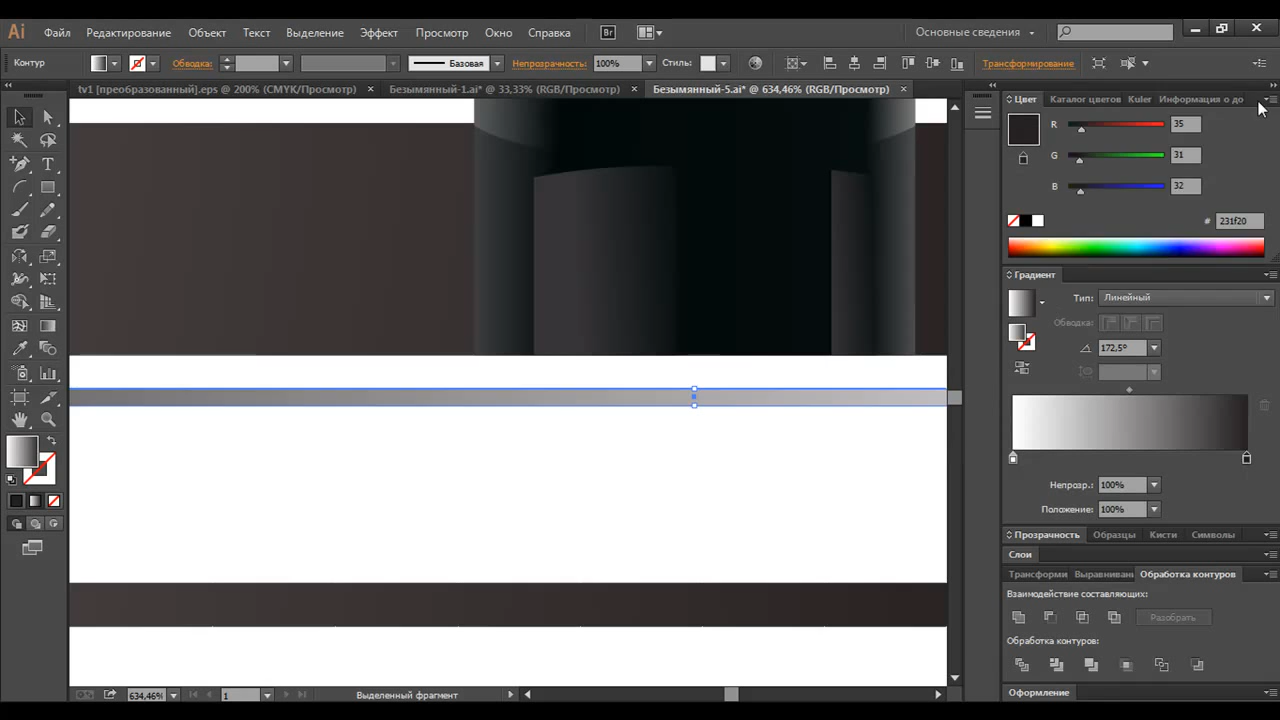 Ai Файл Редактирование Объект Текст Выделение Эффект Просмотр Окно Справка Br Основные сведения
Контур Обводка: Базовая Непрозрачность: 100% Стиль: Трансформирование
tv1 [преобразованный].eps @ 200% (CMYK/Просмотр) × Безымянный-1.ai* @ 33,33% (RGB/Просмотр) × Безымянный-5.ai* @ 634,46% (RGB/Просмотр) ×
Цвет Каталог цветов Kuler Информация о до
R 35
G 31
B 32
# 231f20
Градиент
Тип: Линейный
Обводка:
172,5°
Непрозр.: 100%
Положение: 100%
Прозрачность Образцы Кисти Символы
Слои
Трансформи Выравниван Обработка контуров
Взаимодействие составляющих:
Разобрать
Обработка контуров:
Оформление
634,46% 1 Выделенный фрагмент